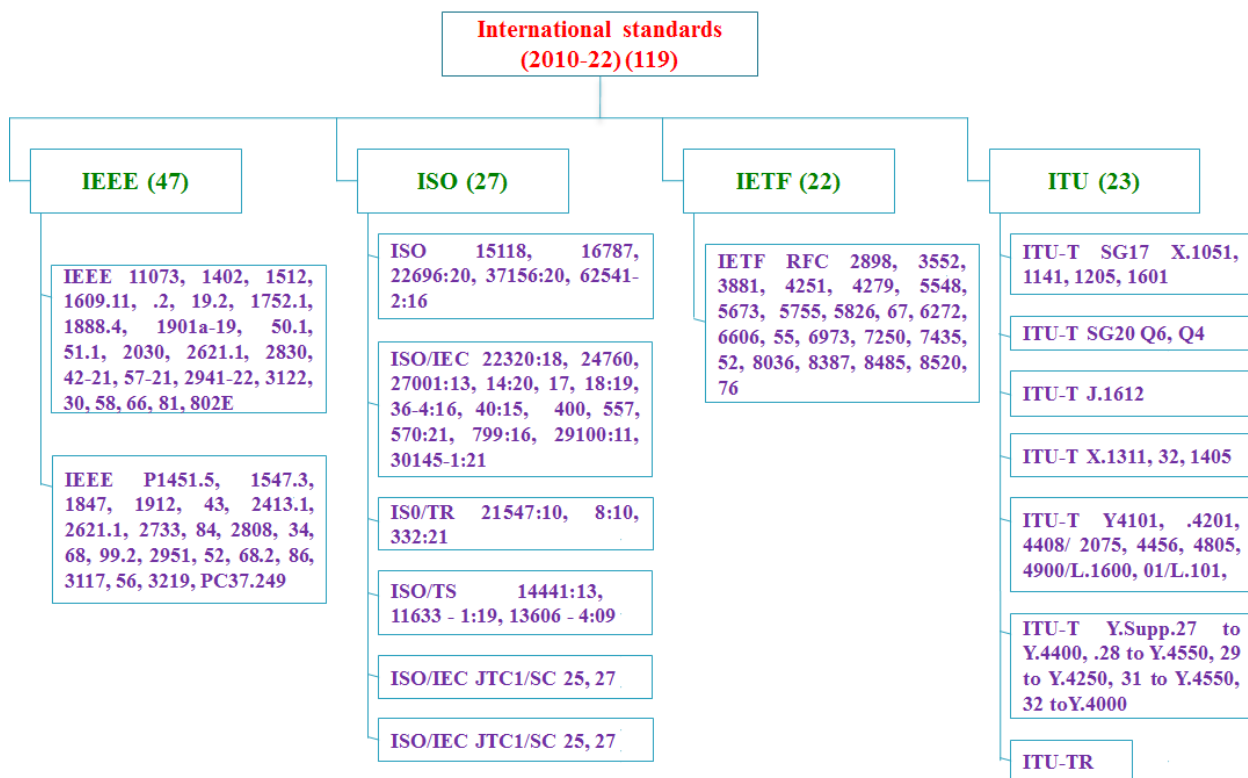 International standards
(2010-22) (119)
IEEE (47)
IEEE 11073, 1402, 1512,
1609.11, .2, 19.2, 1752.1,
1888.4, 1901a-19, 50.1,
51.1, 2030, 2621.1, 2830,
42-21, 57-21, 2941-22, 3122,
30, 58, 66, 81, 802E
IEEE P1451.5, 1547.3,
1847, 1912, 43, 2413.1,
2621.1, 2733, 84, 2808, 34,
68, 99.2, 2951, 52, 68.2, 86,
3117, 56, 3219, PC37.249
ISO (27)
ISO 15118, 16787,
22696:20, 37156:20, 62541-
2:16
ISO/IEC 22320:18, 24760,
27001:13, 14:20, 17, 18:19,
36-4:16, 40:15, 400, 557,
570:21, 799:16, 29100:11,
30145-1:21
IS0/TR 21547:10, 8:10,
332:21
ISO/TS 14441:13,
11633 - 1:19, 13606 - 4:09
ISO/IEC JTC1/SC 25, 27
ISO/IEC JTC1/SC 25, 27
IETF (22)
IETF RFC 2898, 3552,
3881, 4251, 4279, 5548,
5673, 5755, 5826, 67, 6272,
6606, 55, 6973, 7250, 7435,
52, 8036, 8387, 8485, 8520,
76
ITU (23)
ITU-T SG17 X.1051,
1141, 1205, 1601
ITU-T SG20 Q6, Q4
ITU-T J.1612
ITU-T X.1311, 32, 1405
ITU-T Y4101, .4201,
4408/ 2075, 4456, 4805,
4900/L.1600, 01/L.101,
ITU-T Y.Supp.27 to
Y.4400, .28 to Y.4550, 29
to Y.4250, 31 to Y.4550,
32 toY.4000
ITU-TR